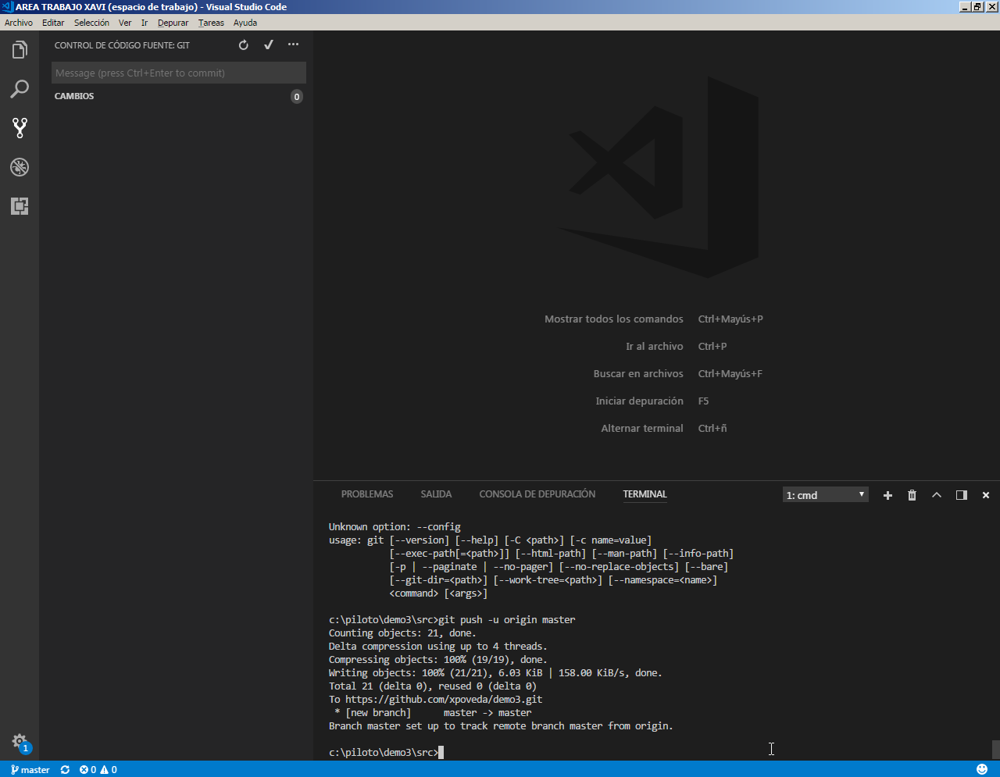 AREA TRABAJO XAVI (espacio de trabajo) - Visual Studio Code
Archivo Editar Selección Ver Ir Depurar Tareas Ayuda
CONTROL DE CÓDIGO FUENTE: GIT
Message (press Ctrl+Enter to commit)
CAMBIOS 0
Mostrar todos los comandos Ctrl+Mayús+P
Ir al archivo Ctrl+P
Buscar en archivos Ctrl+Mayús+F
Iniciar depuración F5
Alternar terminal Ctrl+ñ
PROBLEMAS SALIDA CONSOLA DE DEPURACIÓN TERMINAL 1: cmd
Unknown option: --config
usage: git [--version] [--help] [-C <path>] [-c name=value]
[--exec-path[=<path>]] [--html-path] [--man-path] [--info-path]
[-p | --paginate | --no-pager] [--no-replace-objects] [--bare]
[--git-dir=<path>] [--work-tree=<path>] [--namespace=<name>]
<command> [<args>]
c:\piloto\demo3\src>git push -u origin master
Counting objects: 21, done.
Delta compression using up to 4 threads.
Compressing objects: 100% (19/19), done.
Writing objects: 100% (21/21), 6.03 KiB | 158.00 KiB/s, done.
Total 21 (delta 0), reused 0 (delta 0)
To https://github.com/xpoveda/demo3.git
* [new branch] master -> master
Branch master set up to track remote branch master from origin.
c:\piloto\demo3\src>
1
master 0 0